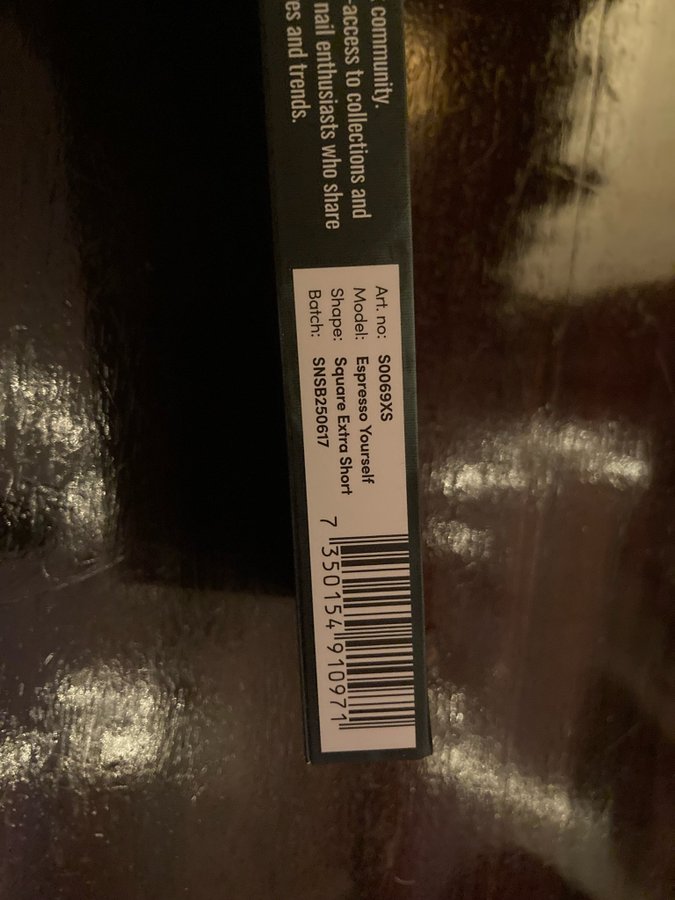 community.
-access to collections and
nail enthusiasts who share
es and trends.
Art. no: S0069XS
Model: Espresso Yourself
Shape: Square Extra Short
Batch: SNSB250617
7 350154 910971